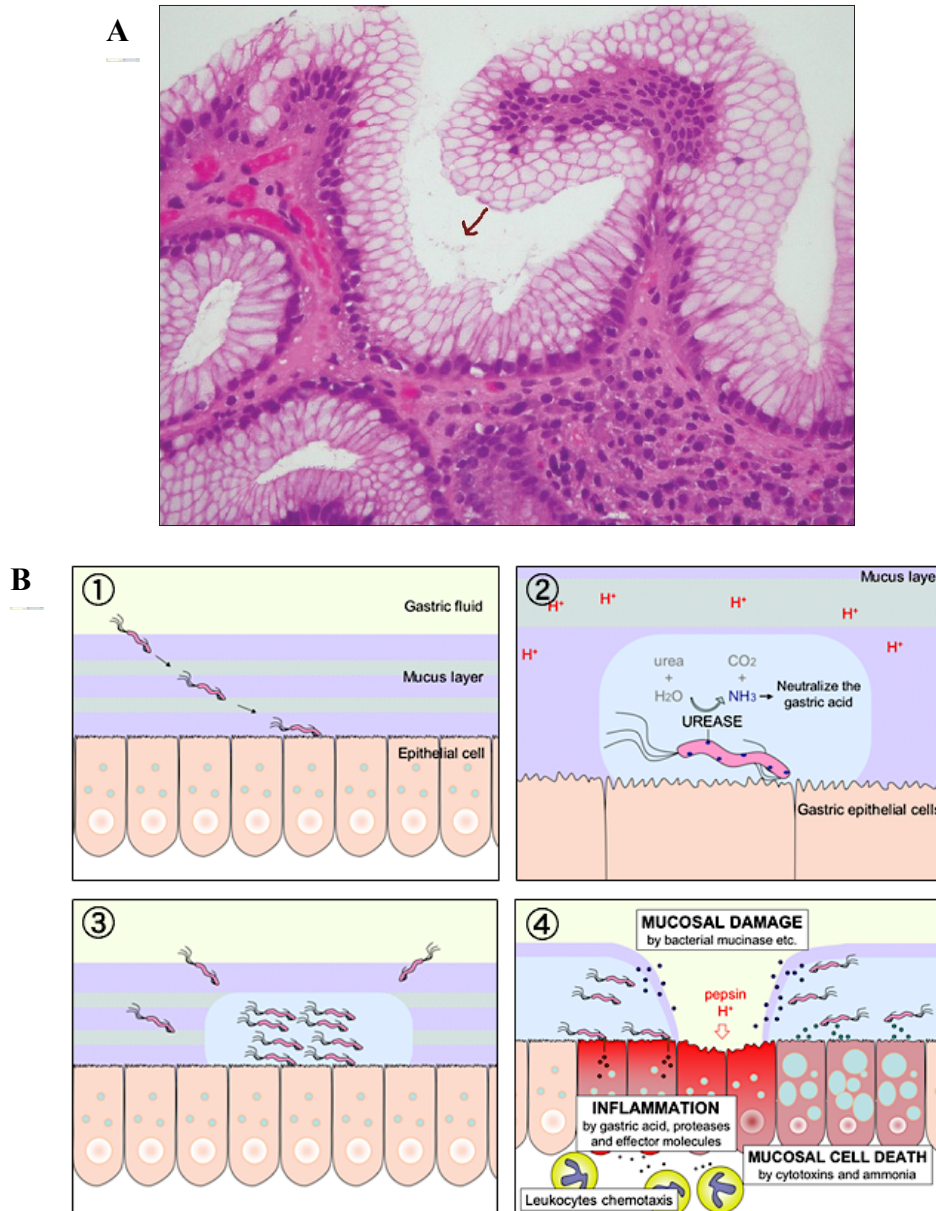 A
B
①
Gastric fluid
Mucus layer
Epithelial cell
②
Mucus layer
H⁺
H⁺
H⁺
H⁺
H⁺
H⁺
urea
+
H₂O
CO₂
+
NH₃
Neutralize the
gastric acid
UREASE
Gastric epithelial cells
③
④
MUCOSAL DAMAGE
by bacterial mucinase etc.
pepsin
H⁺
INFLAMMATION
by gastric acid, proteases
and effector molecules
MUCOSAL CELL DEATH
by cytotoxins and ammonia
Leukocytes chemotaxis